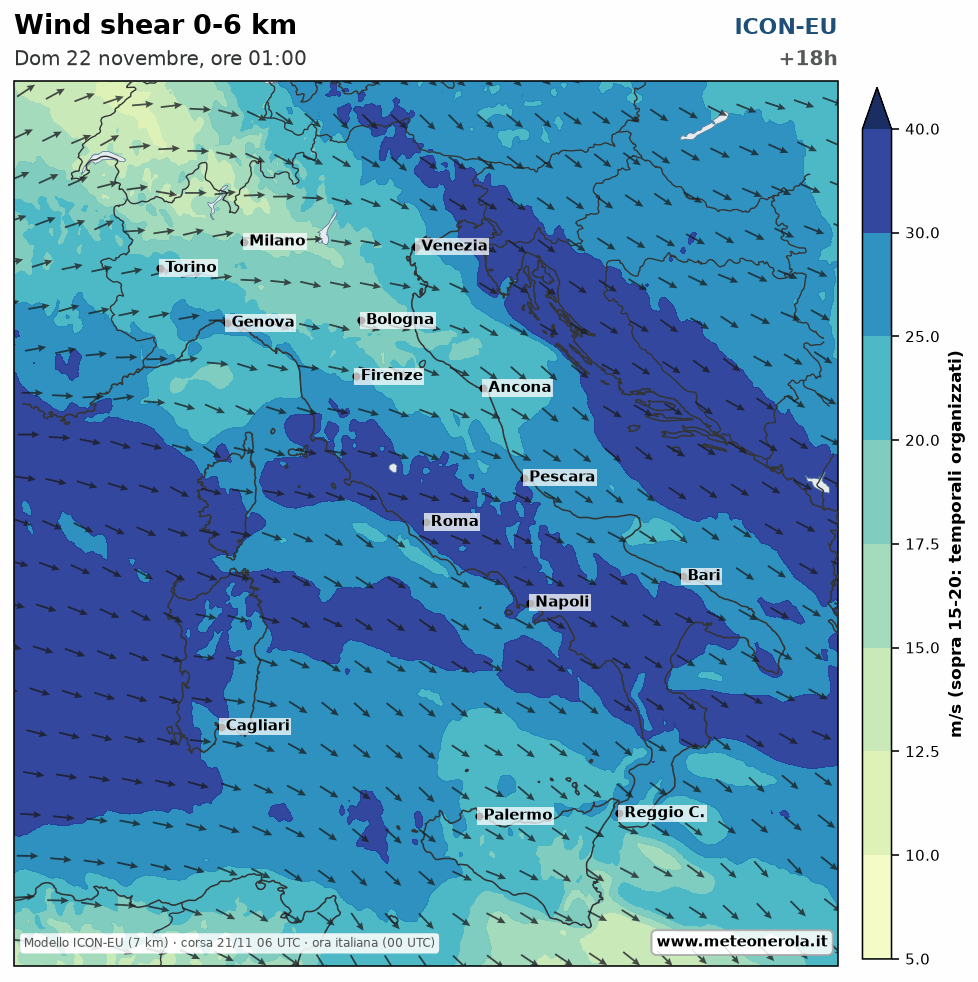 Wind shear 0-6 km
ICON-EU
Dom 22 novembre, ore 01:00
+18h
Milano
Venezia
Torino
Genova
Bologna
Firenze
Ancona
Pescara
Roma
Bari
Napoli
Cagliari
Palermo
Reggio C.
Modello ICON-EU (7 km) · corsa 21/11 06 UTC · ora italiana (00 UTC)
www.meteonerola.it
40.0
30.0
25.0
20.0
17.5
15.0
12.5
10.0
5.0
m/s (sopra 15-20: temporali organizzati)